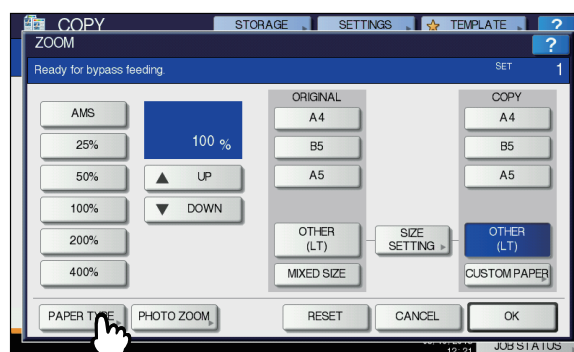 COPY STORAGE SETTINGS TEMPLATE ?
ZOOM ?
Ready for bypass feeding. SET 1
ORIGINAL COPY
AMS A4 A4
25% 100 % B5 B5
50% UP A5 A5
100% DOWN
200% OTHER (LT) SIZE SETTING OTHER (LT)
400% MIXED SIZE CUSTOM PAPER
PAPER TYPE PHOTO ZOOM RESET CANCEL OK
12:21 JOB STATUS